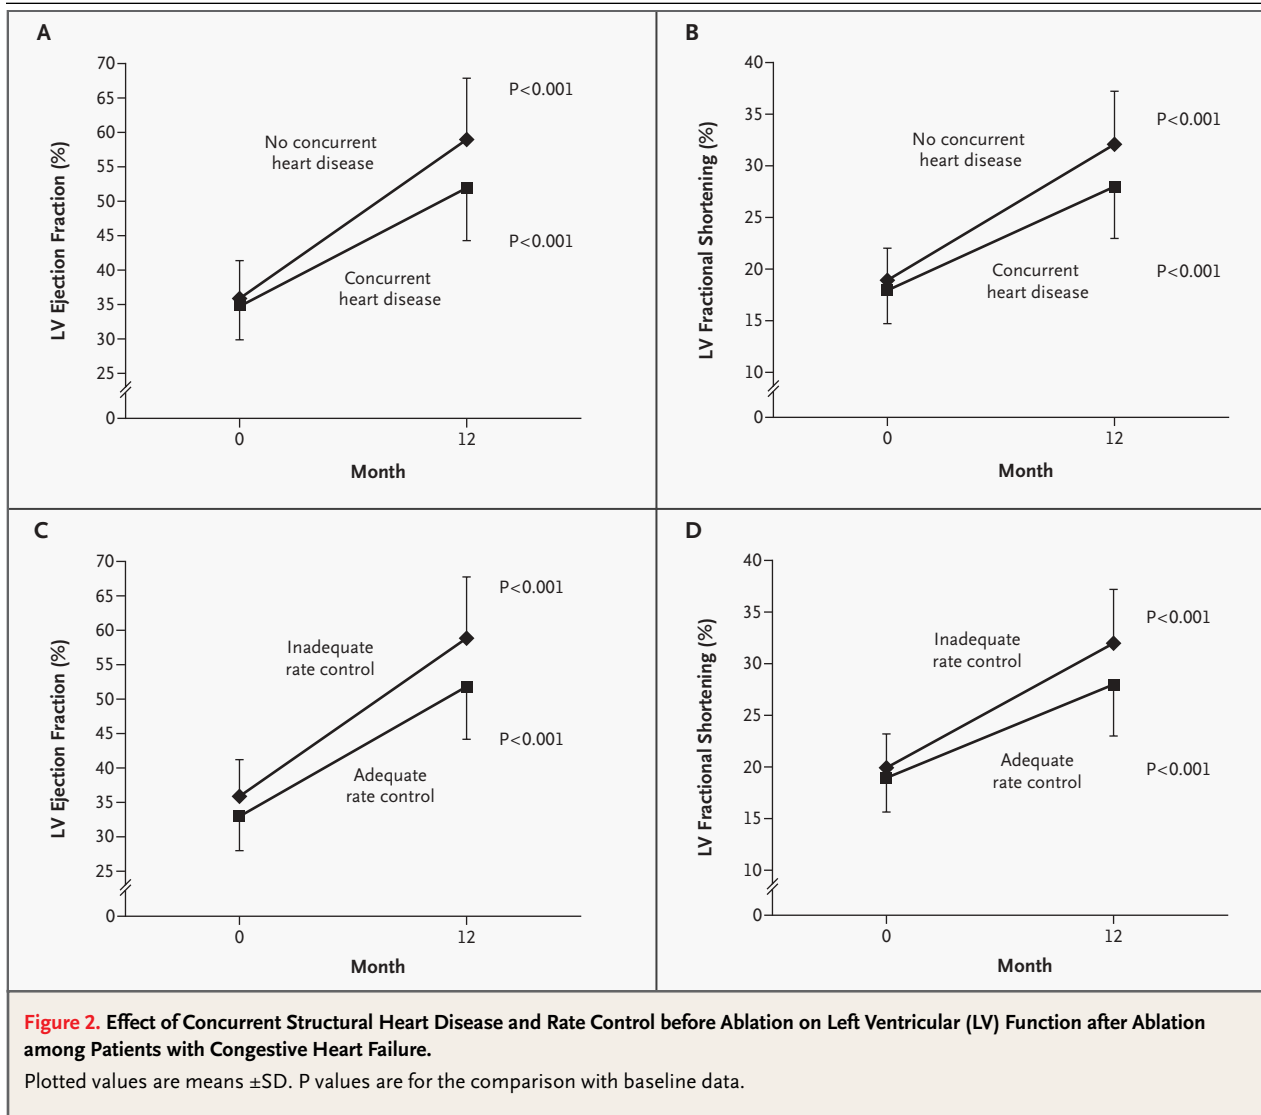 A
LV Ejection Fraction (%)
70
65
60
55
50
45
40
35
30
25
0
No concurrent
heart disease
Concurrent
heart disease
P<0.001
P<0.001
0
12
Month
B
LV Fractional Shortening (%)
40
35
30
25
20
15
10
0
No concurrent
heart disease
Concurrent
heart disease
P<0.001
P<0.001
0
12
Month
C
LV Ejection Fraction (%)
70
65
60
55
50
45
40
35
30
25
0
Inadequate
rate control
Adequate
rate control
P<0.001
P<0.001
0
12
Month
D
LV Fractional Shortening (%)
40
35
30
25
20
15
10
0
Inadequate
rate control
Adequate
rate control
P<0.001
P<0.001
0
12
Month
Figure 2. Effect of Concurrent Structural Heart Disease and Rate Control before Ablation on Left Ventricular (LV) Function after Ablation
among Patients with Congestive Heart Failure.
Plotted values are means ±SD. P values are for the comparison with baseline data.